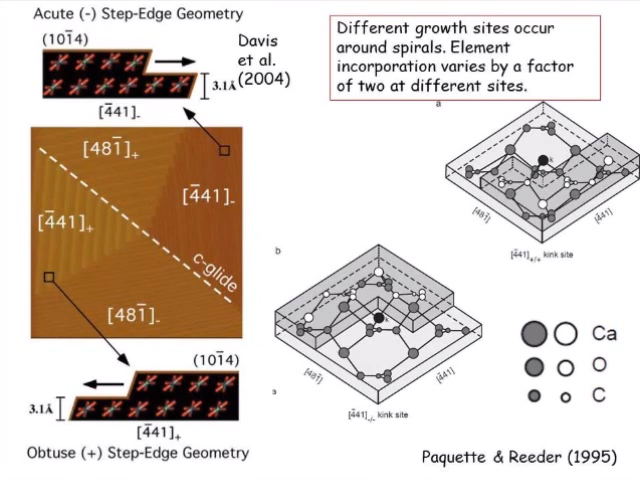 Acute (-) Step-Edge Geometry
(101̄4)
Davis
et al.
(2004)
3.1Å
[4̄41]₋
Different growth sites occur
around spirals. Element
incorporation varies by a factor
of two at different sites.
[481̄]₊
[4̄41]₋
[4̄41]₊
c-glide
[481̄]₋
(101̄4)
3.1Å
[4̄41]₊
Obtuse (+) Step-Edge Geometry
a
k
[481̄]
[4̄41]
[4̄41]₊/₊ kink site
b
k
[481̄]
[4̄41]
[4̄41]₋/₋ kink site
Ca
O
C
Paquette & Reeder (1995)